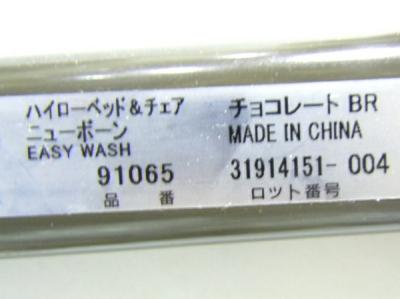 ハイローベッド&チェア チョコレート BR
ニューボーン MADE IN CHINA
EASY WASH
91065 31914151-004
品番 ロット番号